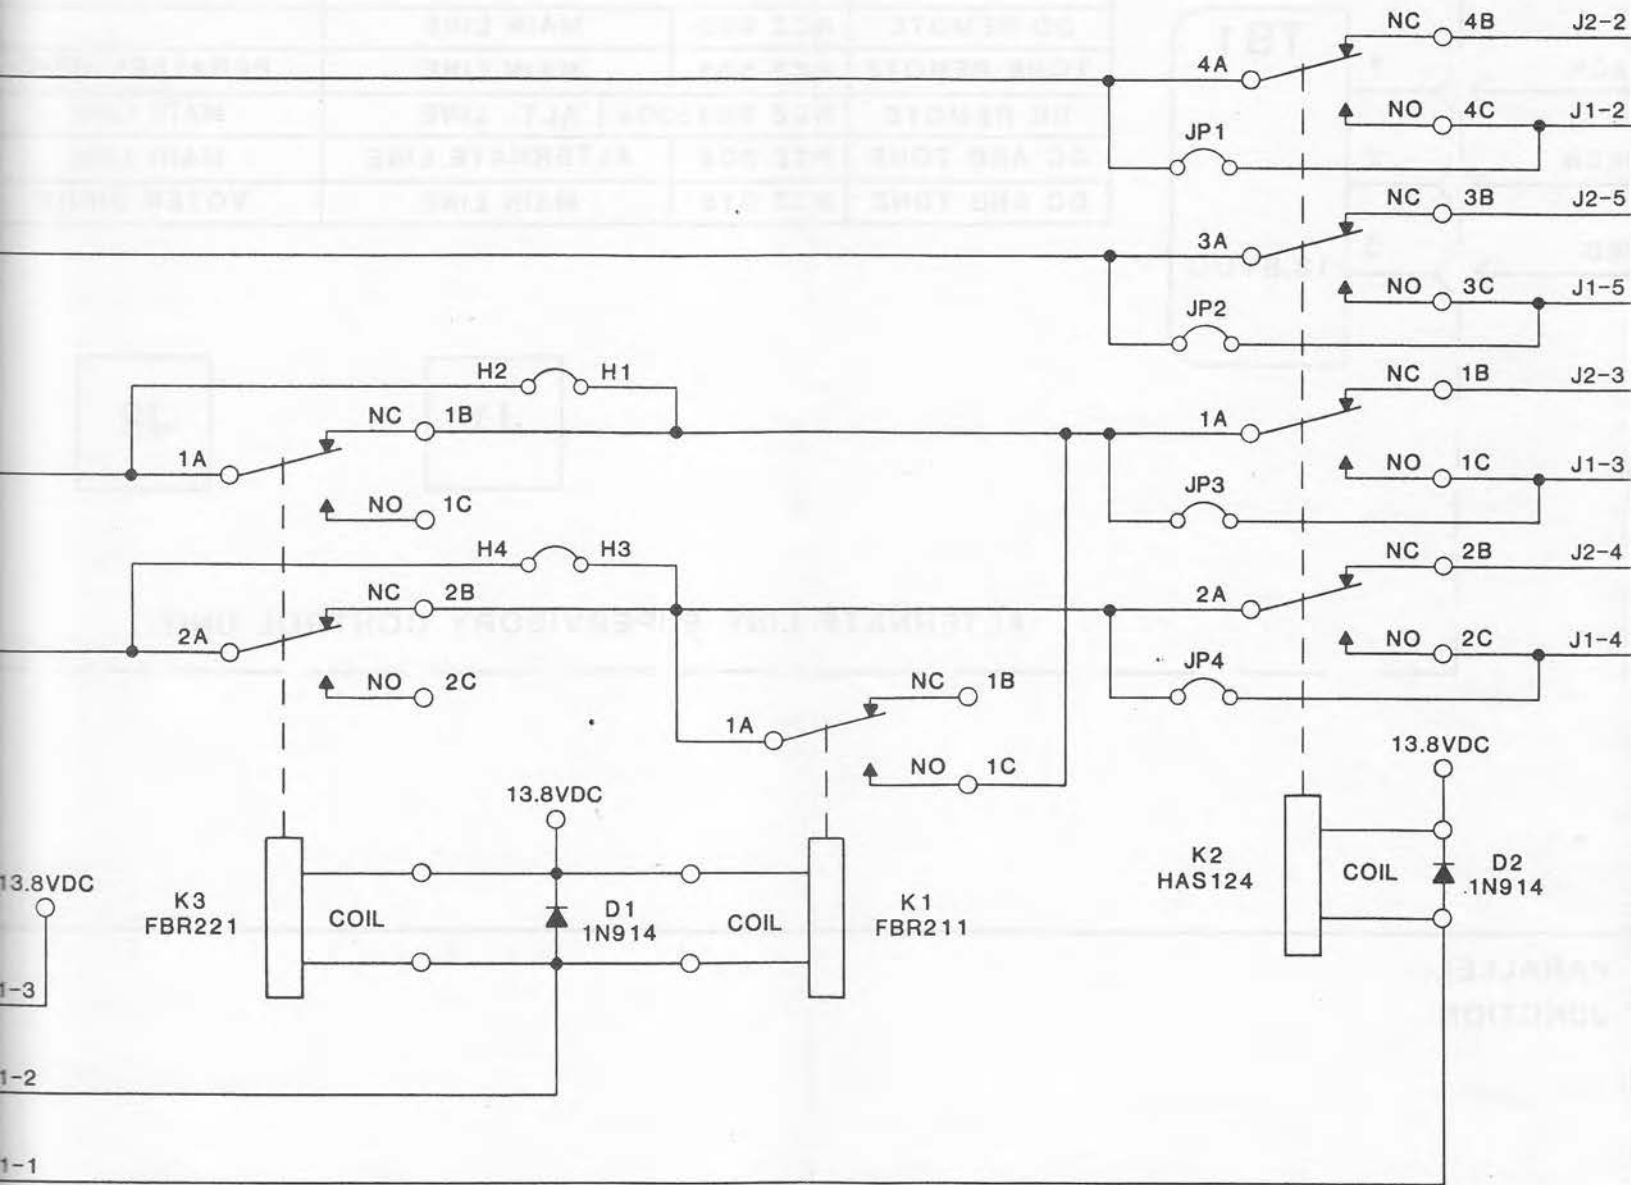 NC 4B J2-2
4A
NO 4C J1-2
JP1
NC 3B J2-5
3A
NO 3C J1-5
JP2
H2 H1
NC 1B J2-3
NC 1B
1A
1A
NO 1C J1-3
NO 1C
JP3
H4 H3
NC 2B J2-4
NC 2B
2A
2A
NO 2C J1-4
JP4
NO 2C
NC 1B
1A
13.8VDC
NO 1C
13.8VDC
K2
HAS124
COIL
D2
1N914
13.8VDC
K3
FBR221
COIL
D1
1N914
COIL
K1
FBR211
1-3
1-2
1-1